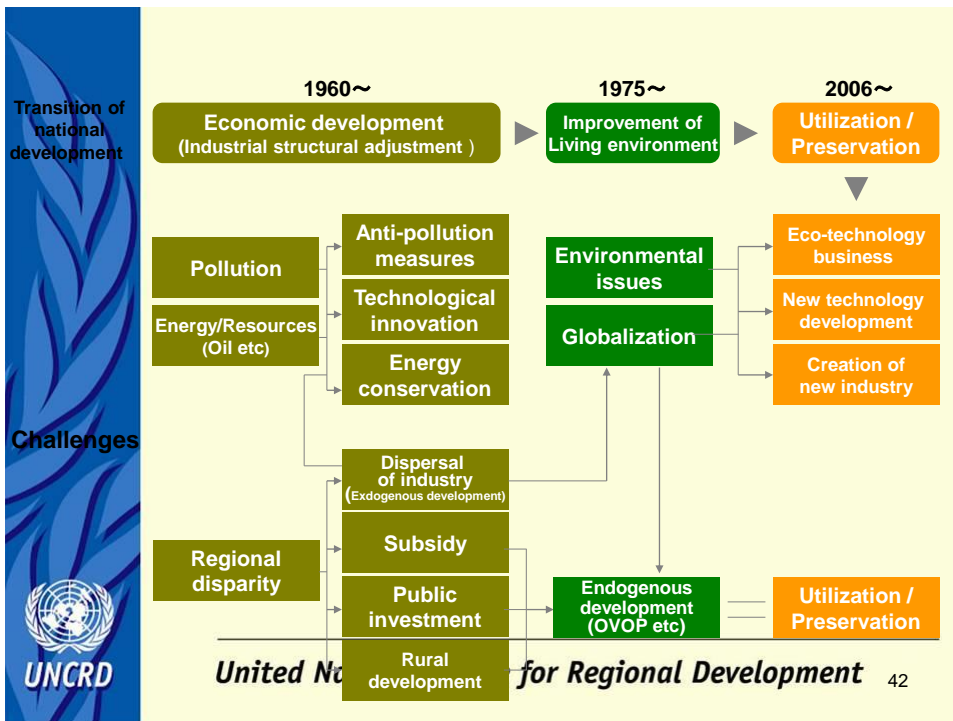 1960～
1975～
2006～
Transition of
national
development
Economic development
(Industrial structural adjustment )
Improvement of
Living environment
Utilization /
Preservation
Pollution
Energy/Resources
(Oil etc)
Anti-pollution
measures
Technological
innovation
Energy
conservation
Environmental
issues
Globalization
Eco-technology
business
New technology
development
Creation of
new industry
Challenges
Regional
disparity
Dispersal
of industry
(Exdogenous development)
Subsidy
Public
investment
Rural
development
Endogenous
development
(OVOP etc)
Utilization /
Preservation
UNCRD
United for Regional Development
42